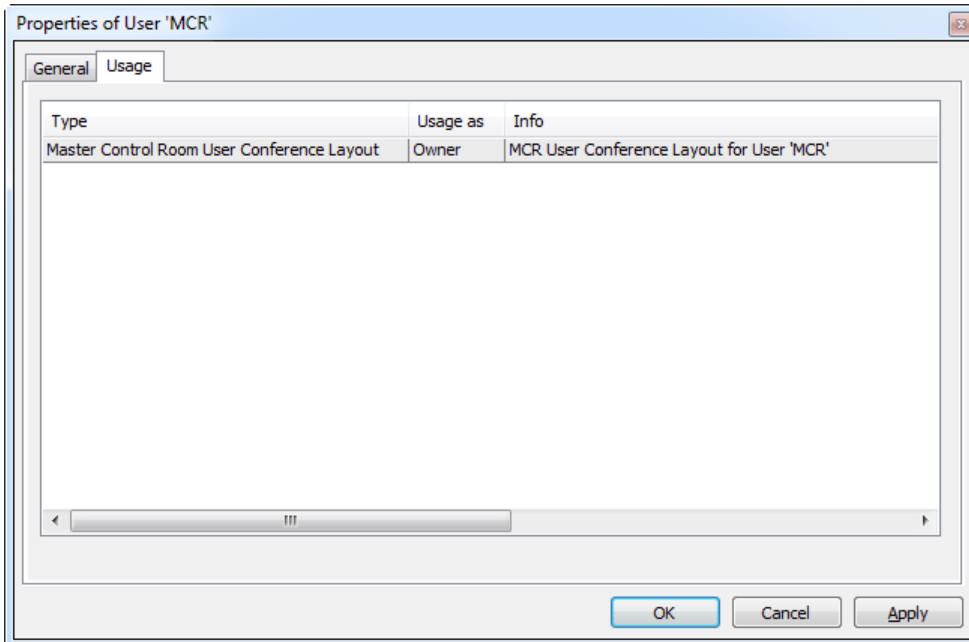 Properties of User 'MCR'
General Usage
Type Usage as Info
Master Control Room User Conference Layout Owner MCR User Conference Layout for User 'MCR'
OK Cancel Apply